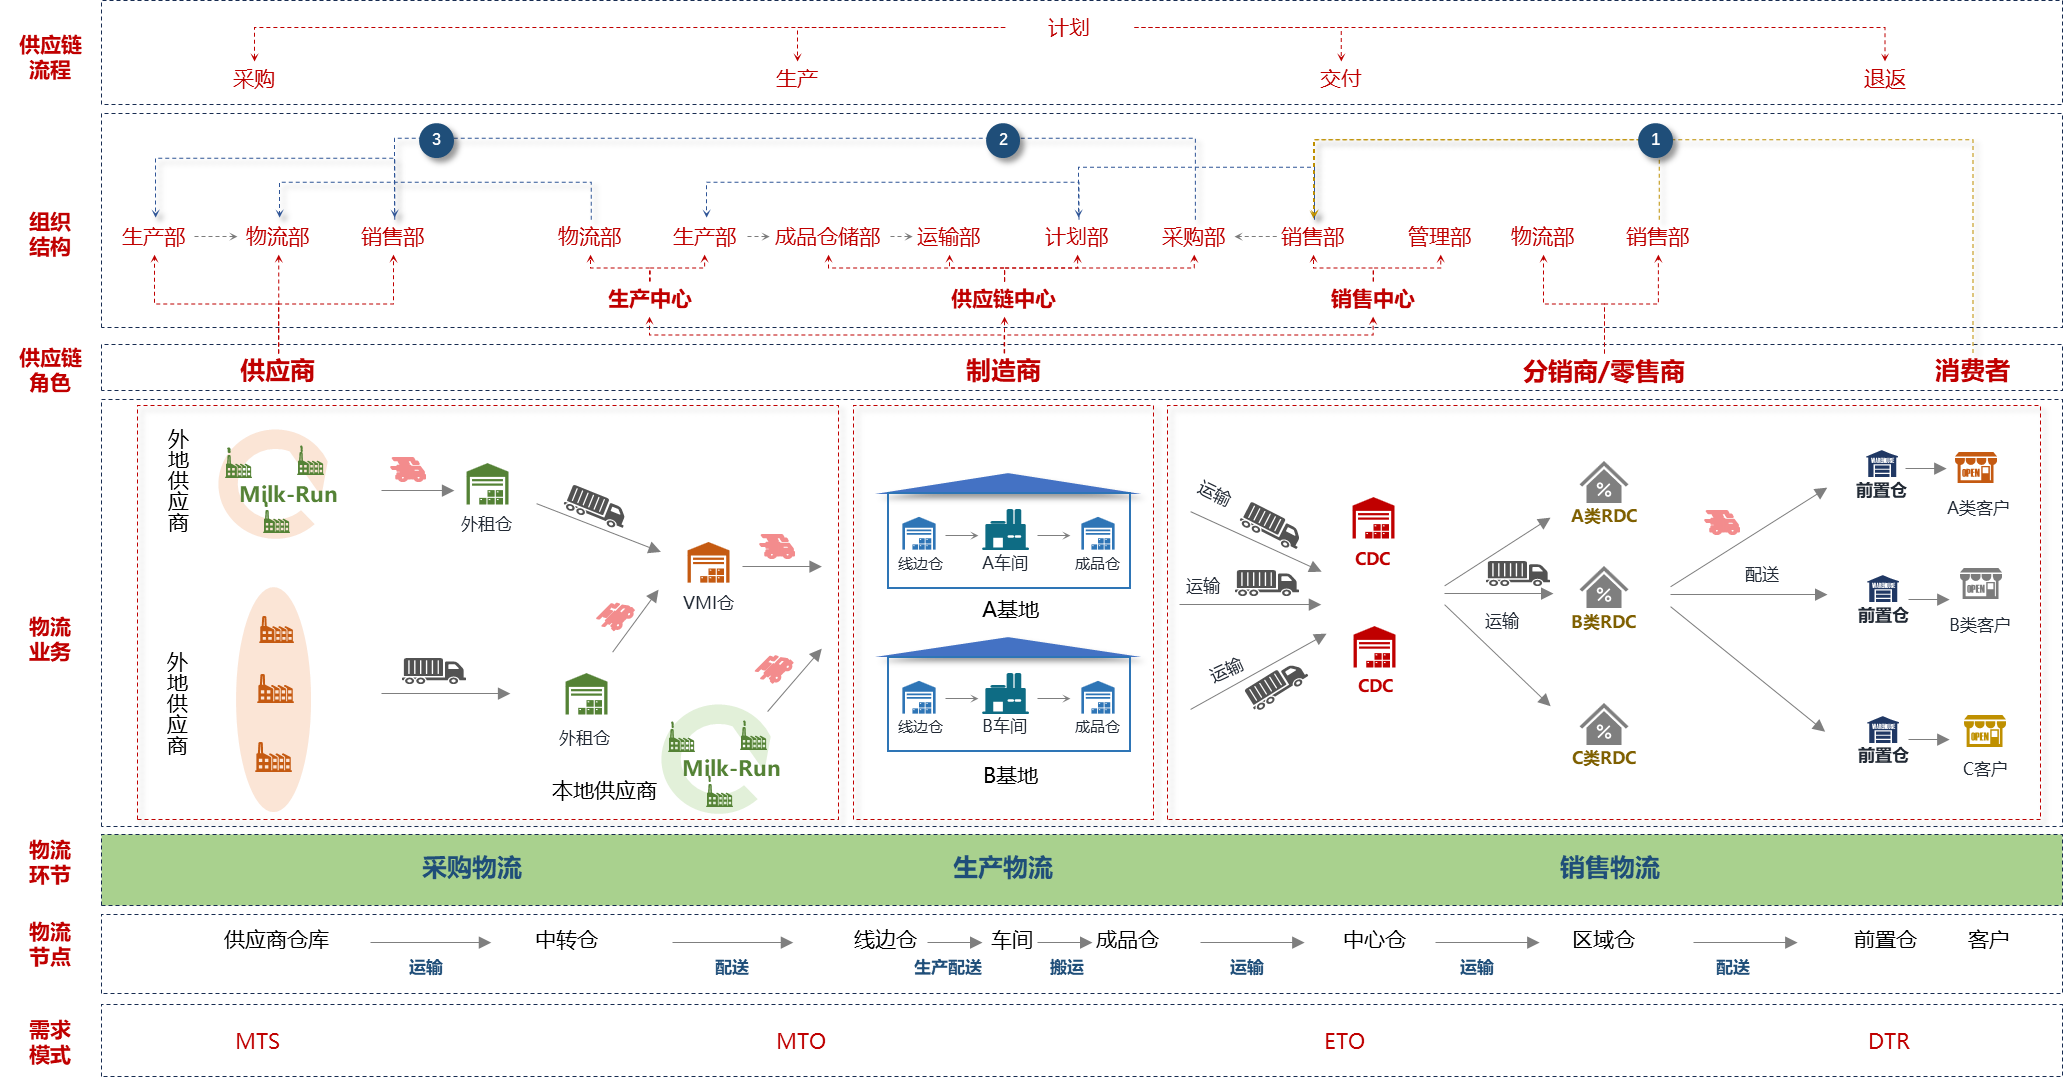 供应链
流程
计划
采购
生产
交付
退返
组织
结构
3
2
1
生产部
物流部
销售部
物流部
生产部
成品仓储部
运输部
计划部
采购部
销售部
管理部
物流部
销售部
生产中心
供应链中心
销售中心
供应链
角色
供应商
制造商
分销商/零售商
消费者
物流
业务
外地供应商
Milk-Run
外租仓
VMI仓
外地供应商
外租仓
本地供应商
Milk-Run
线边仓
A车间
成品仓
A基地
线边仓
B车间
成品仓
B基地
运输
运输
运输
CDC
CDC
运输
A类RDC
B类RDC
C类RDC
配送
WAREHOUSE
前置仓
OPEN
A类客户
WAREHOUSE
前置仓
OPEN
B类客户
WAREHOUSE
前置仓
OPEN
C客户
物流
环节
采购物流
生产物流
销售物流
物流
节点
供应商仓库
运输
中转仓
配送
线边仓
生产配送
车间
搬运
成品仓
运输
中心仓
运输
区域仓
配送
前置仓
客户
需求
模式
MTS
MTO
ETO
DTR